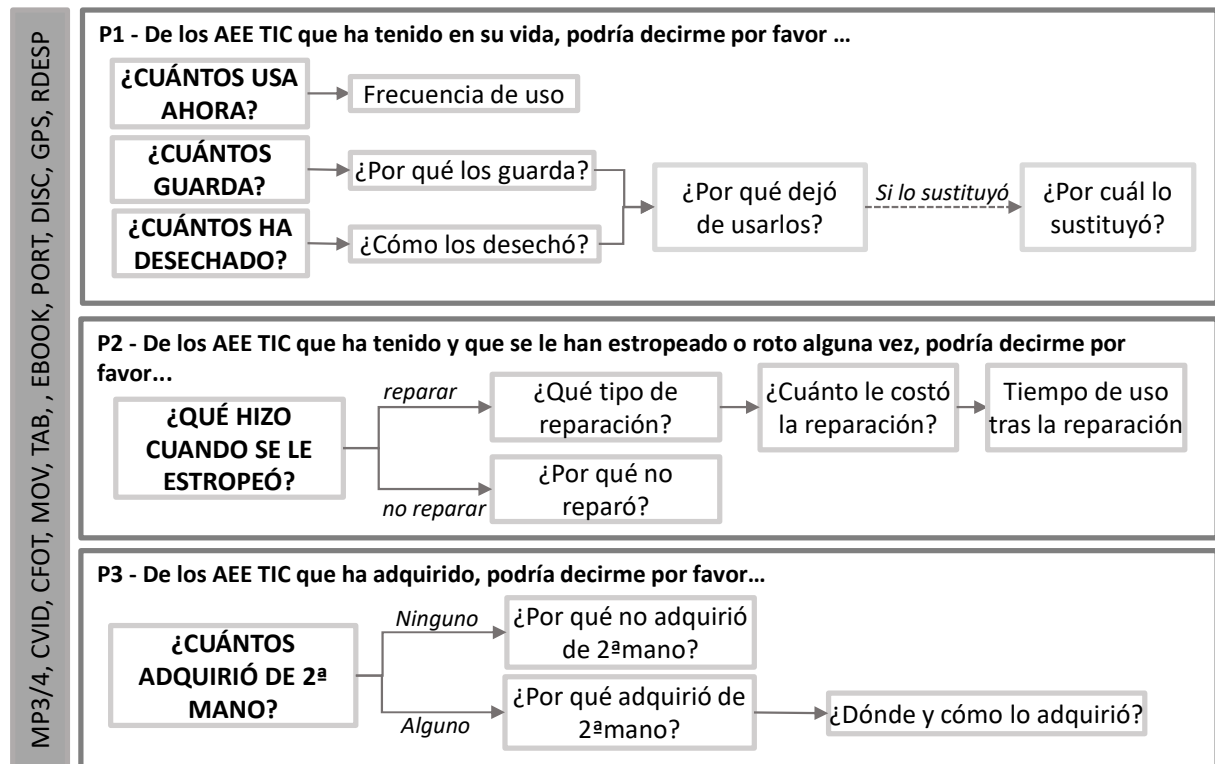 MP3/4, CVID, CFOT, MOV, TAB, , EBOOK, PORT, DISC, GPS, RDESP
P1 - De los AEE TIC que ha tenido en su vida, podría decirme por favor …
¿CUÁNTOS USA
AHORA?
Frecuencia de uso
¿CUÁNTOS
GUARDA?
¿Por qué los guarda?
¿CUÁNTOS HA
DESECHADO?
¿Cómo los desechó?
¿Por qué dejó
de usarlos?
Si lo sustituyó
¿Por cuál lo
sustituyó?
P2 - De los AEE TIC que ha tenido y que se le han estropeado o roto alguna vez, podría decirme por
favor...
¿QUÉ HIZO
CUANDO SE LE
ESTROPEÓ?
reparar
¿Qué tipo de
reparación?
¿Cuánto le costó
la reparación?
Tiempo de uso
tras la reparación
no reparar
¿Por qué no
reparó?
P3 - De los AEE TIC que ha adquirido, podría decirme por favor…
¿CUÁNTOS
ADQUIRIÓ DE 2ª
MANO?
Ninguno
¿Por qué no adquirió
de 2ªmano?
Alguno
¿Por qué adquirió de
2ªmano?
¿Dónde y cómo lo adquirió?